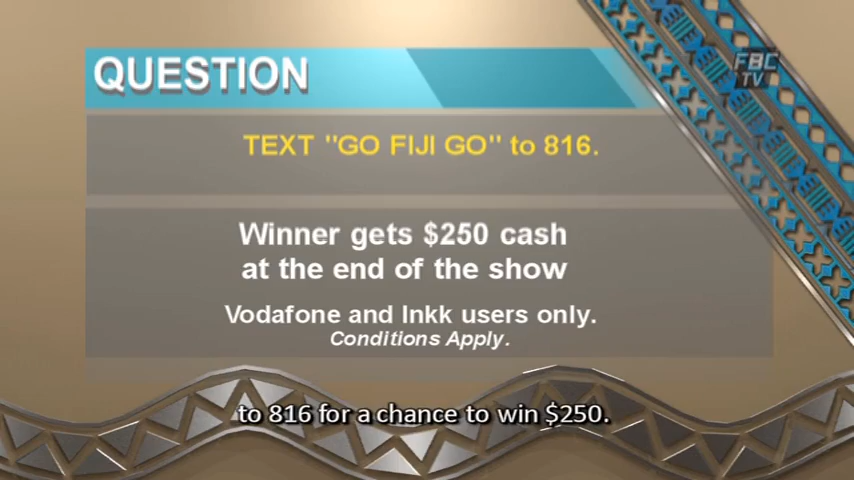 QUESTION
FBC
TV
TEXT "GO FIJI GO" to 816.
Winner gets $250 cash
at the end of the show
Vodafone and Inkk users only.
Conditions Apply.
to 816 for a chance to win $250.